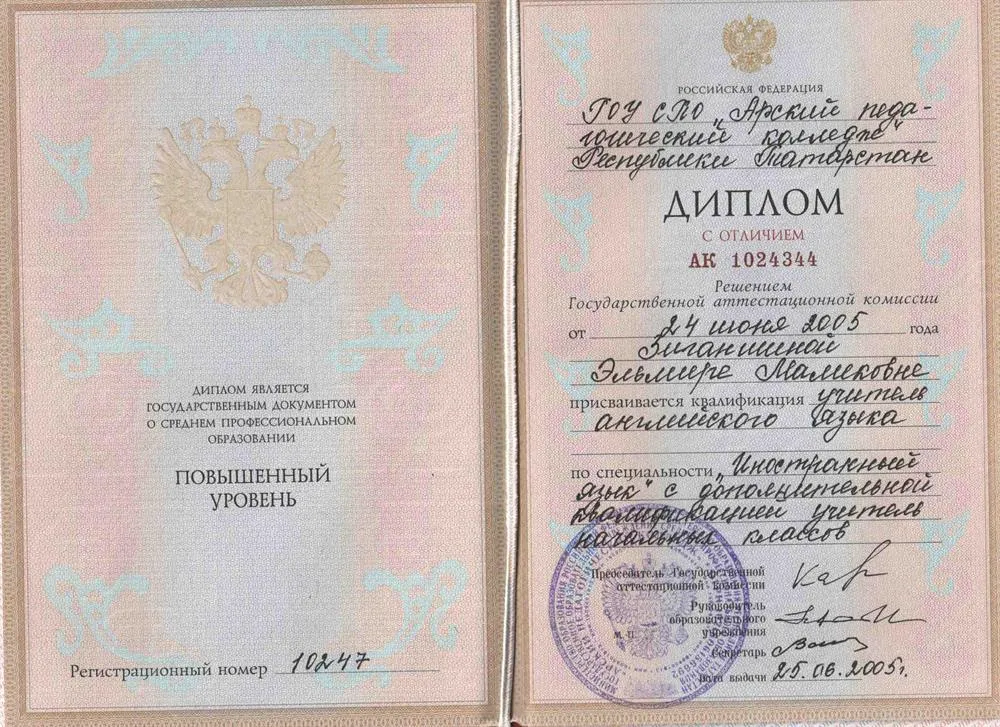 ДИПЛОМ ЯВЛЯЕТСЯ
ГОСУДАРСТВЕННЫМ ДОКУМЕНТОМ
О СРЕДНЕМ ПРОФЕССИОНАЛЬНОМ
ОБРАЗОВАНИИ
ПОВЫШЕННЫЙ
УРОВЕНЬ
Регистрационный номер 10247
РОССИЙСКАЯ ФЕДЕРАЦИЯ
ГОУ СПО „Арский педа-
гогический колледж"
Республики Татарстан
ДИПЛОМ
С ОТЛИЧИЕМ
АК 1024344
Решением
Государственной аттестационной комиссии
от 24 июня 2005 года
Зиганшиной
Эльмире Маликовне
присваивается квалификация учитель
английского языка
по специальности „Иностранный
язык" с дополнительной
квалификацией учитель
начальных классов
Председатель Государственной
аттестационной комиссии
Руководитель
образовательного
учреждения
М. П.
Секретарь
Дата выдачи 25.06.2005г.